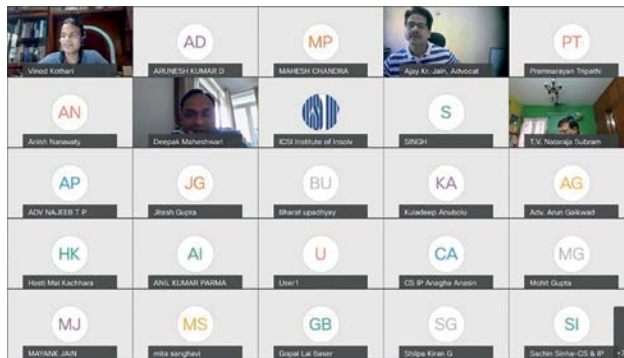 Vinod Kothari
AD
ARUNESH KUMAR D
MP
MAHESH CHANDRA
Ajay Kr. Jain, Advocat
PT
Premnarayan Tripathi
AN
Anish Nanavaty
Deepak Maheshwari
ICSI IIP
ICSI Institute of Insolv
S
SINGH
T.V. Nataraja Subram
AP
ADV NAJEEB T P
JG
Jitesh Gupta
BU
Bharat upadhyay
KA
Kuladeep Anubolu
AG
Adv. Arun Gaikwad
HK
Hasti Mal Kachhara
AI
ANIL KUMAR PARMA
U
User1
CA
CS IP Anagha Anasin
MG
Mohit Gupta
MJ
MAYANK JAIN
MS
mita sanghavi
GB
Gopal Lal Baser
SG
Shilpa Kiran G
SI
Sachin Sinha-CS & IP